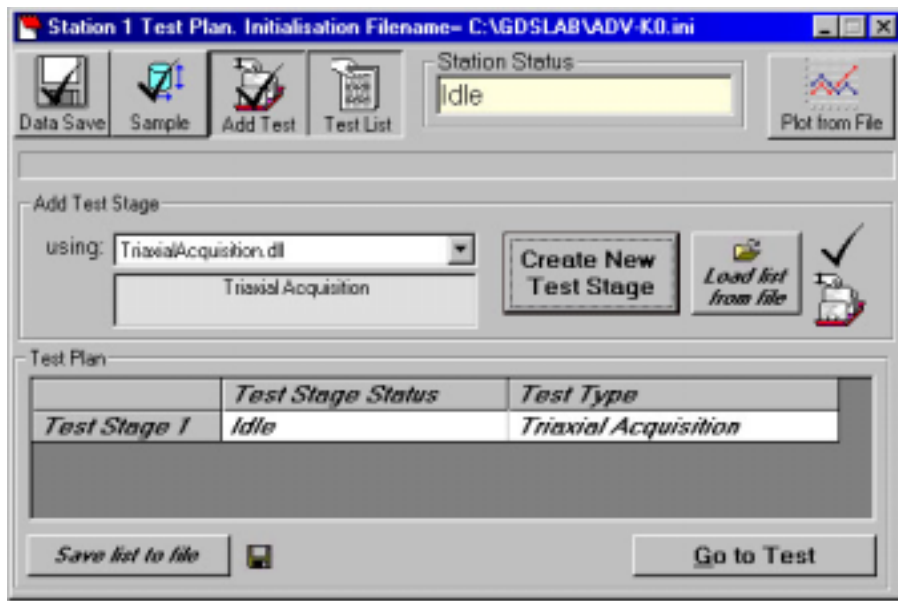 Station 1 Test Plan. Initialisation Filename= C:\GDSLAB\ADV-K0.ini
Data Save
Sample
Add Test
Test List
Station Status
Idle
Plot from File
Add Test Stage
using: TriaxialAcquisition.dll
Triaxial Acquisition
Create New
Test Stage
Load list
from file
Test Plan
Test Stage Status Test Type
Test Stage 1 Idle Triaxial Acquisition
Save list to file
Go to Test